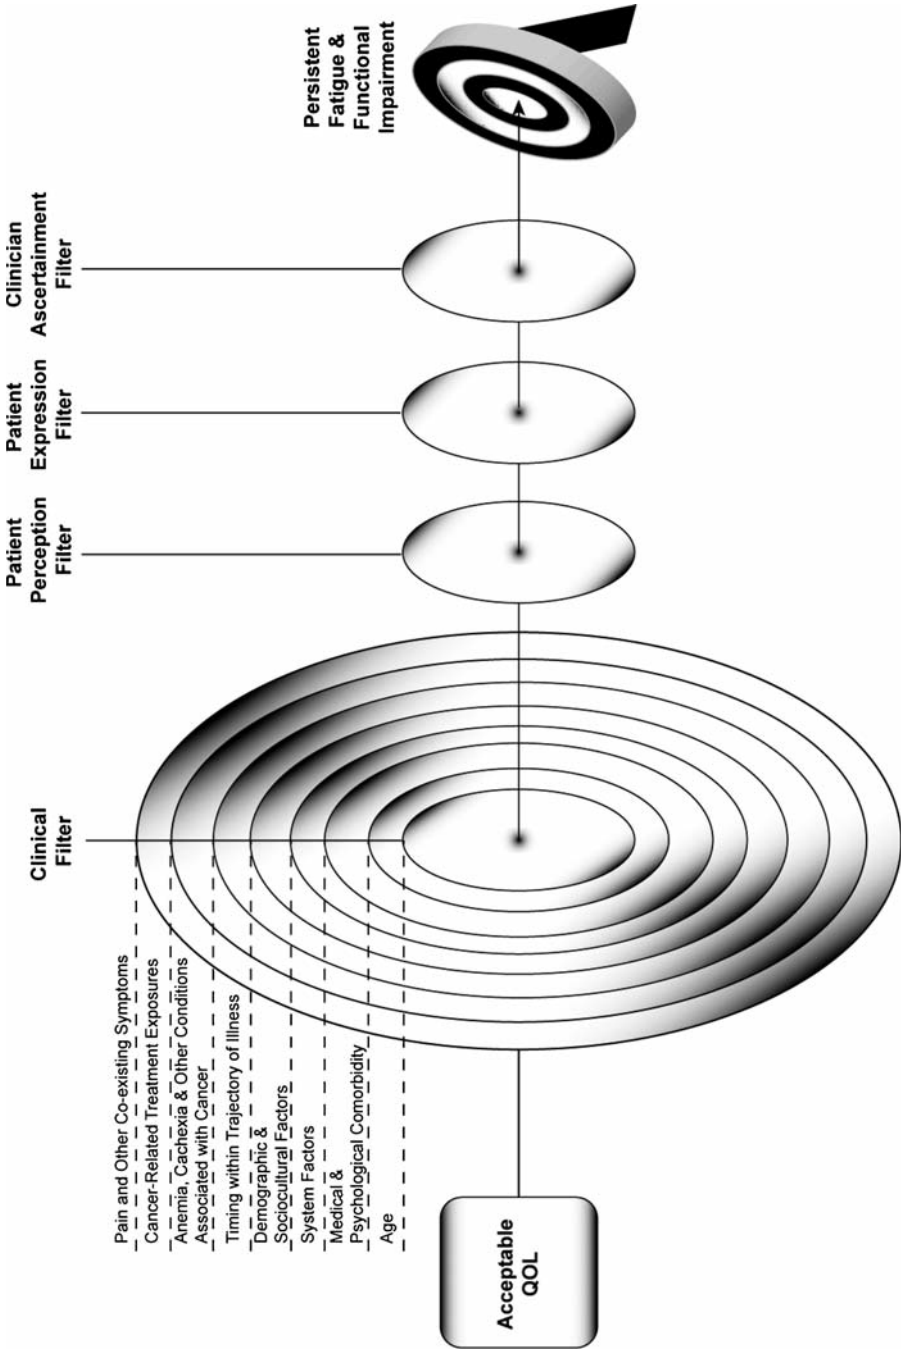 Clinical
Filter
Patient
Perception
Filter
Patient
Expression
Filter
Clinician
Ascertainment
Filter
Persistent
Fatigue &
Functional
Impairment
Pain and Other Co-existing Symptoms
Cancer-Related Treatment Exposures
Anemia, Cachexia & Other Conditions
Associated with Cancer
Timing within Trajectory of Illness
Demographic &
Sociocultural Factors
System Factors
Medical &
Psychological Comorbidity
Age
Acceptable
QOL